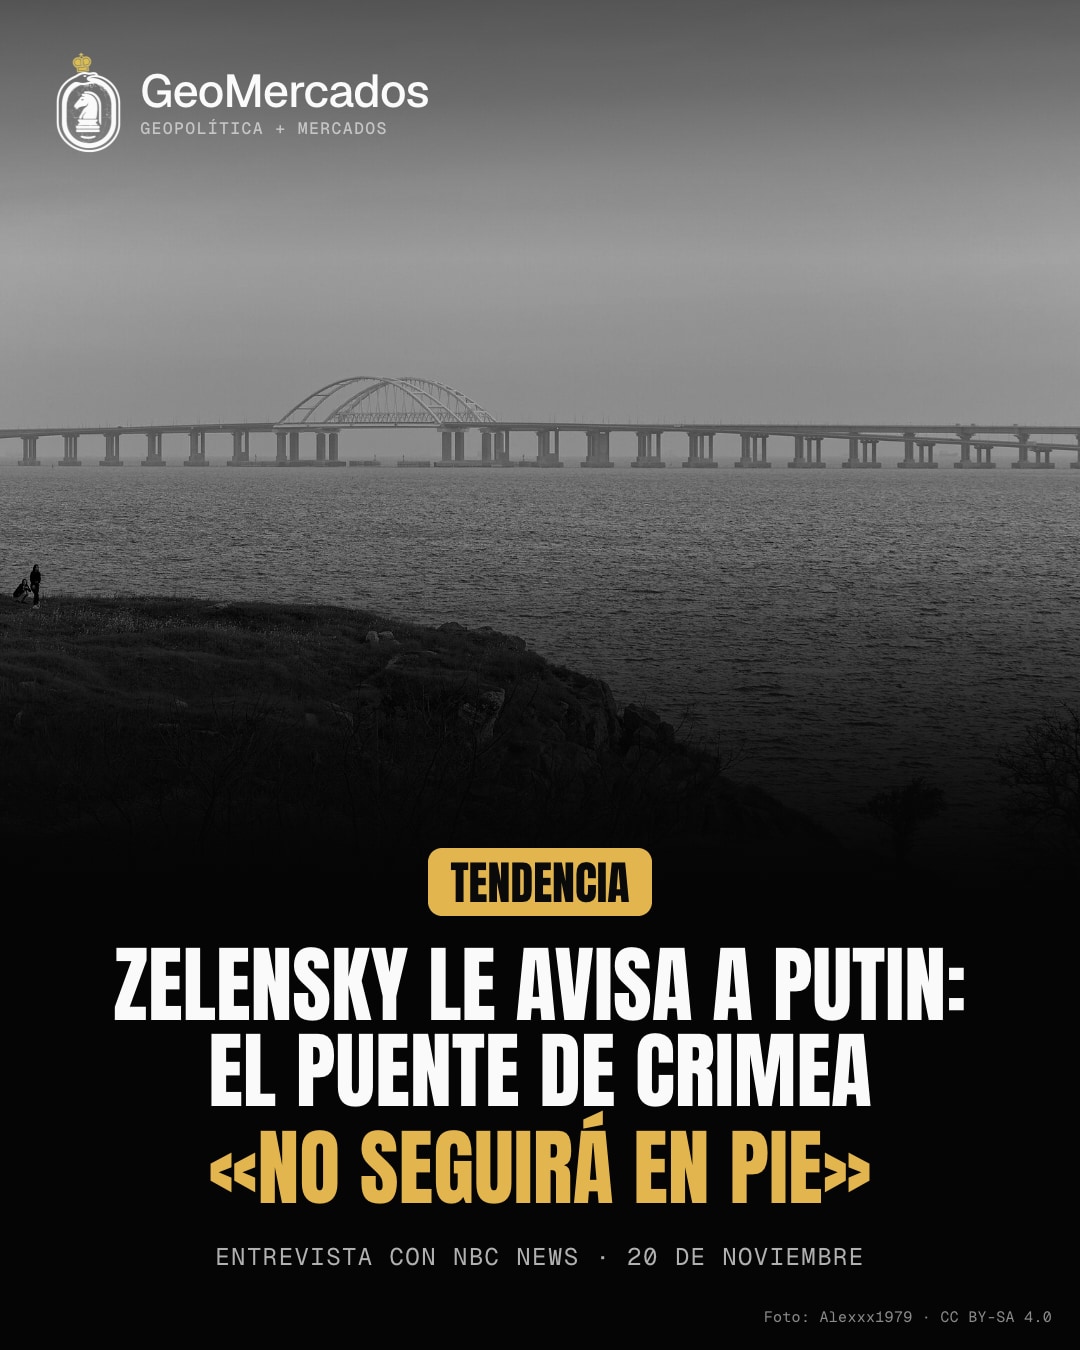 GeoMercados
GEOPOLÍTICA + MERCADOS
TENDENCIA
ZELENSKY LE AVISA A PUTIN:
EL PUENTE DE CRIMEA
«NO SEGUIRÁ EN PIE»
ENTREVISTA CON NBC NEWS · 20 DE NOVIEMBRE
Foto: Alexxx1979 · CC BY-SA 4.0